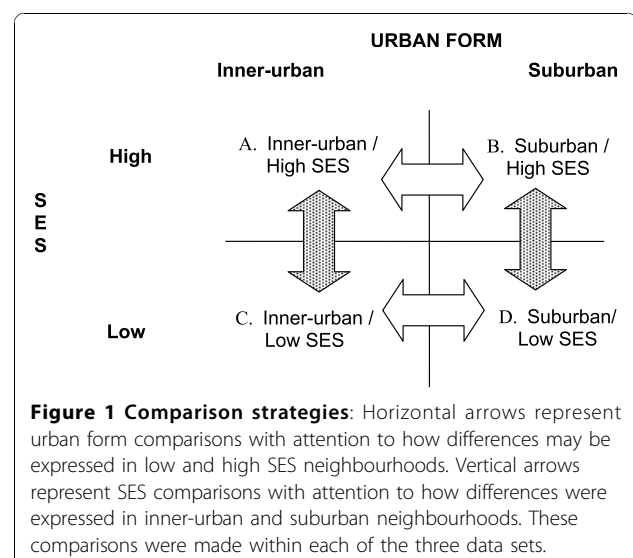 URBAN FORM
Inner-urban Suburban
High
A. Inner-urban /
High SES
B. Suburban /
High SES
S
E
S
Low
C. Inner-urban /
Low SES
D. Suburban/
Low SES
Figure 1 Comparison strategies: Horizontal arrows represent
urban form comparisons with attention to how differences may be
expressed in low and high SES neighbourhoods. Vertical arrows
represent SES comparisons with attention to how differences were
expressed in inner-urban and suburban neighbourhoods. These
comparisons were made within each of the three data sets.